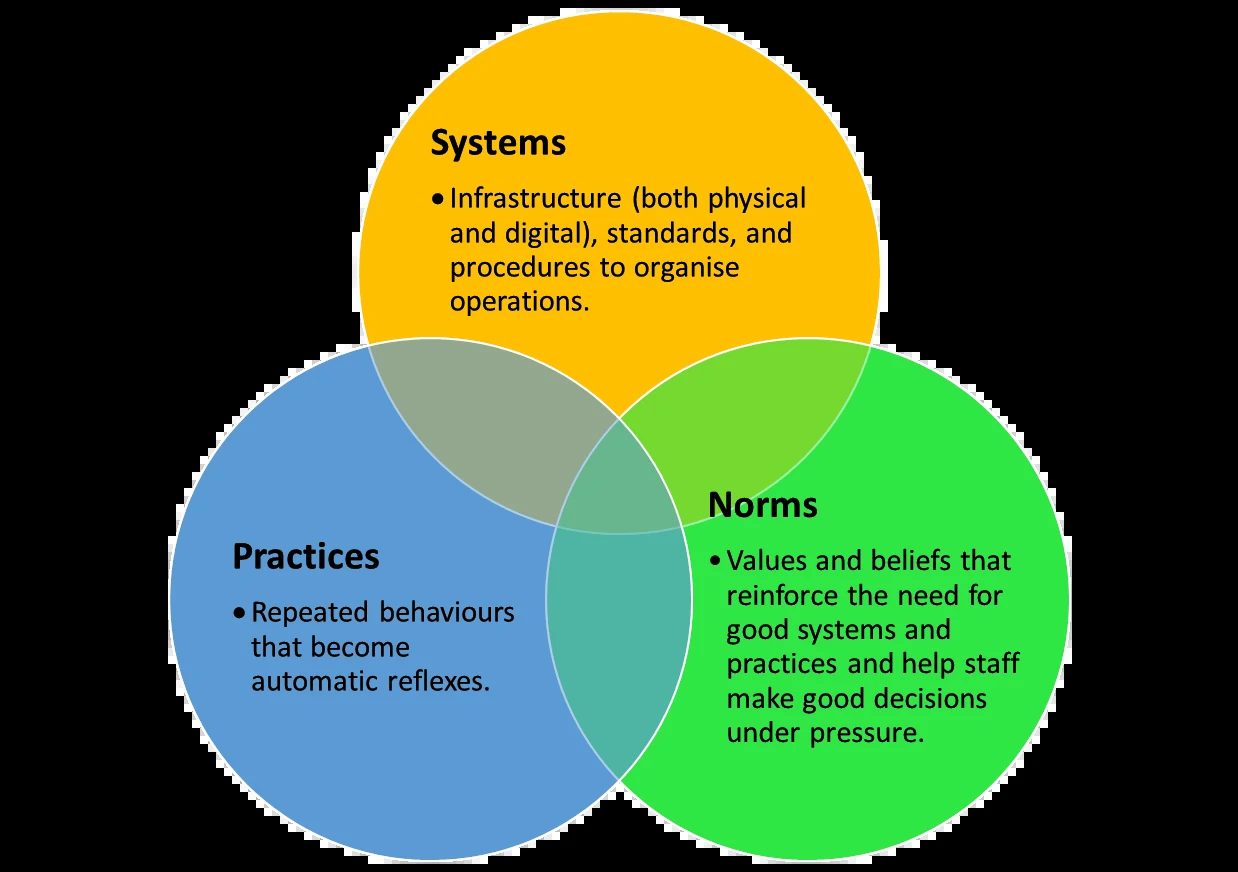 Systems
• Infrastructure (both physical
and digital), standards, and
procedures to organise
operations.
Practices
• Repeated behaviours
that become
automatic reflexes.
Norms
• Values and beliefs that
reinforce the need for
good systems and
practices and help staff
make good decisions
under pressure.